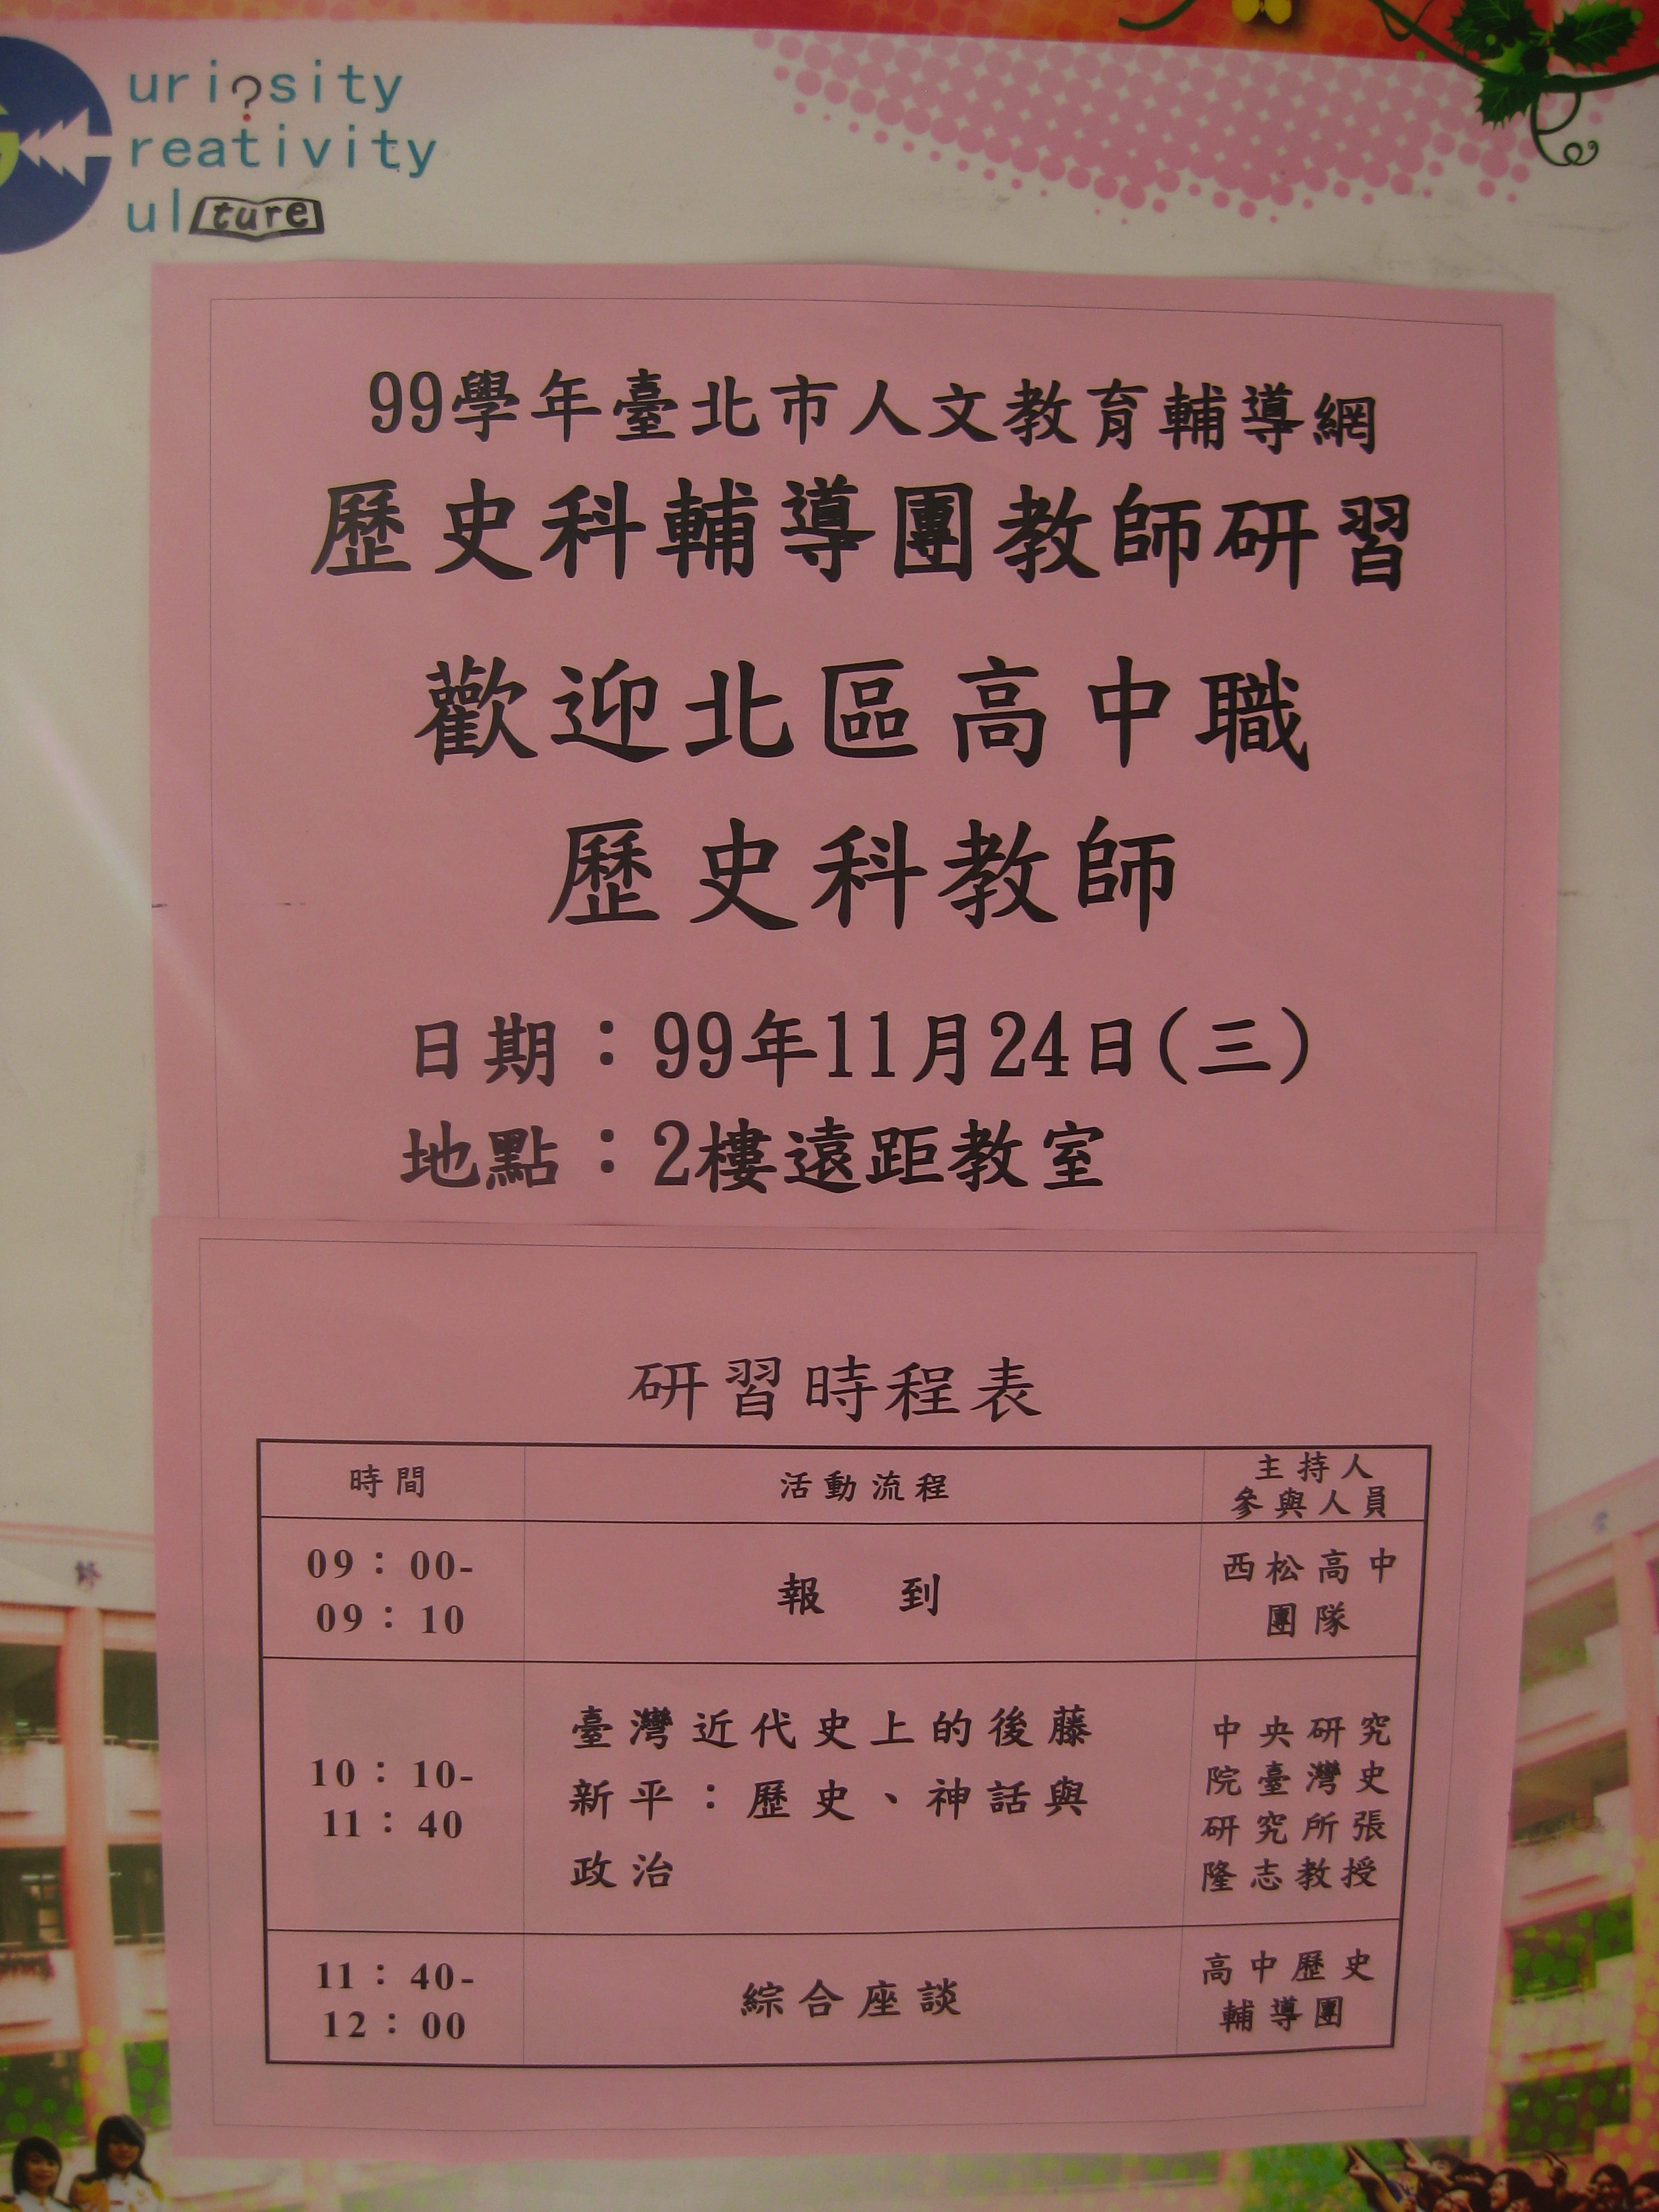 uri?sity
reativity
ulture
99學年臺北市人文教育輔導網
歷史科輔導團教師研習
歡迎北區高中職
歷史科教師
日期：99年11月24日(三)
地點：2樓遠距教室
研習時程表
時間
活動流程
主持人
參與人員
09：00-
09：10
報 到
西松高中
團隊
10：10-
11：40
臺灣近代史上的後藤
新平：歷史、神話與
政治
中央研究
院臺灣史
研究所張
隆志教授
11：40-
12：00
綜合座談
高中歷史
輔導團